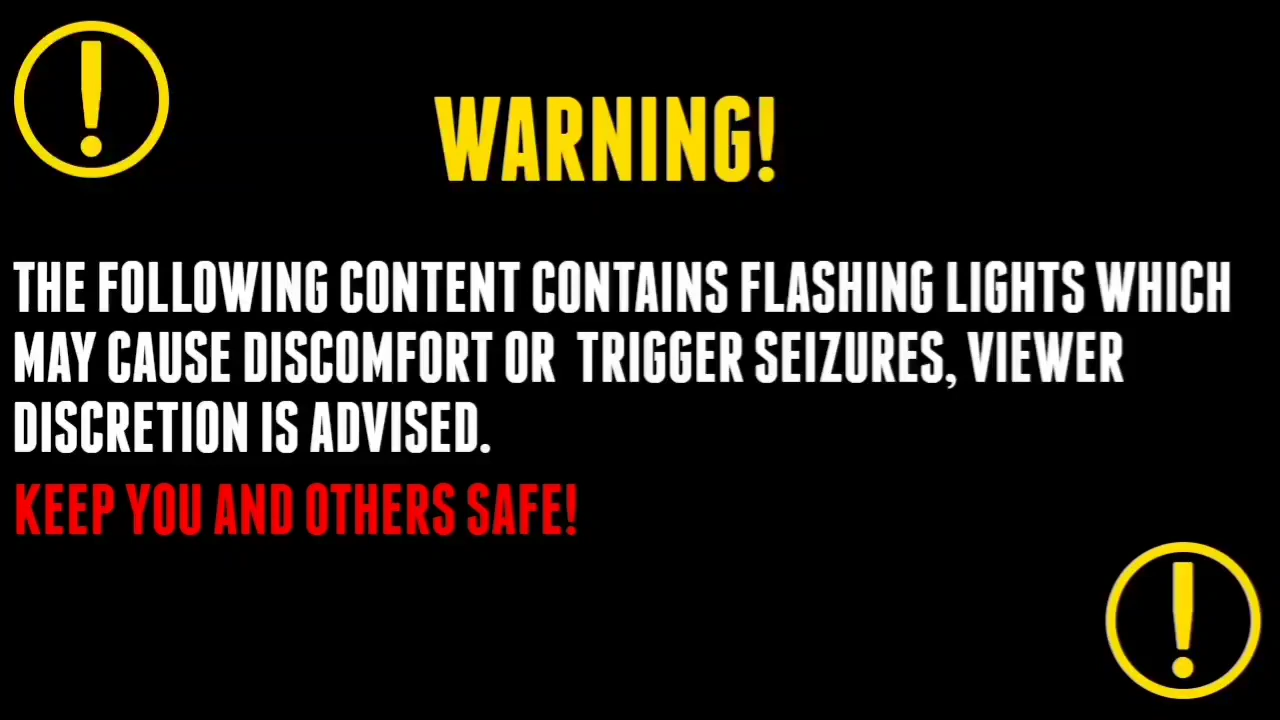 WARNING!
THE FOLLOWING CONTENT CONTAINS FLASHING LIGHTS WHICH
MAY CAUSE DISCOMFORT OR TRIGGER SEIZURES, VIEWER
DISCRETION IS ADVISED.
KEEP YOU AND OTHERS SAFE!